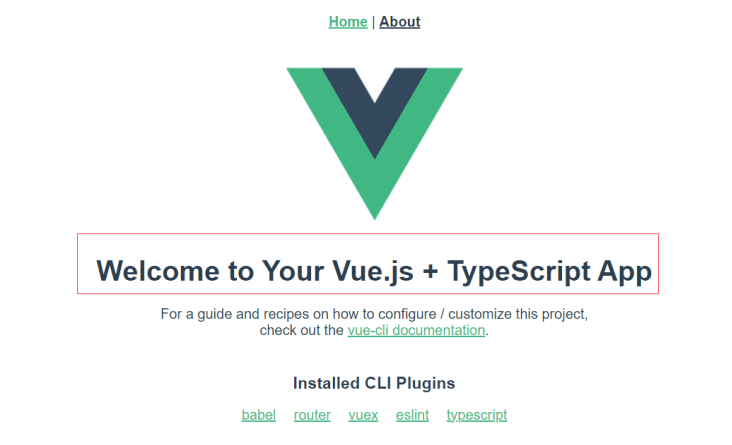 Home | About
Welcome to Your Vue.js + TypeScript App
For a guide and recipes on how to configure / customize this project,
check out the vue-cli documentation.
Installed CLI Plugins
babel router vuex eslint typescript